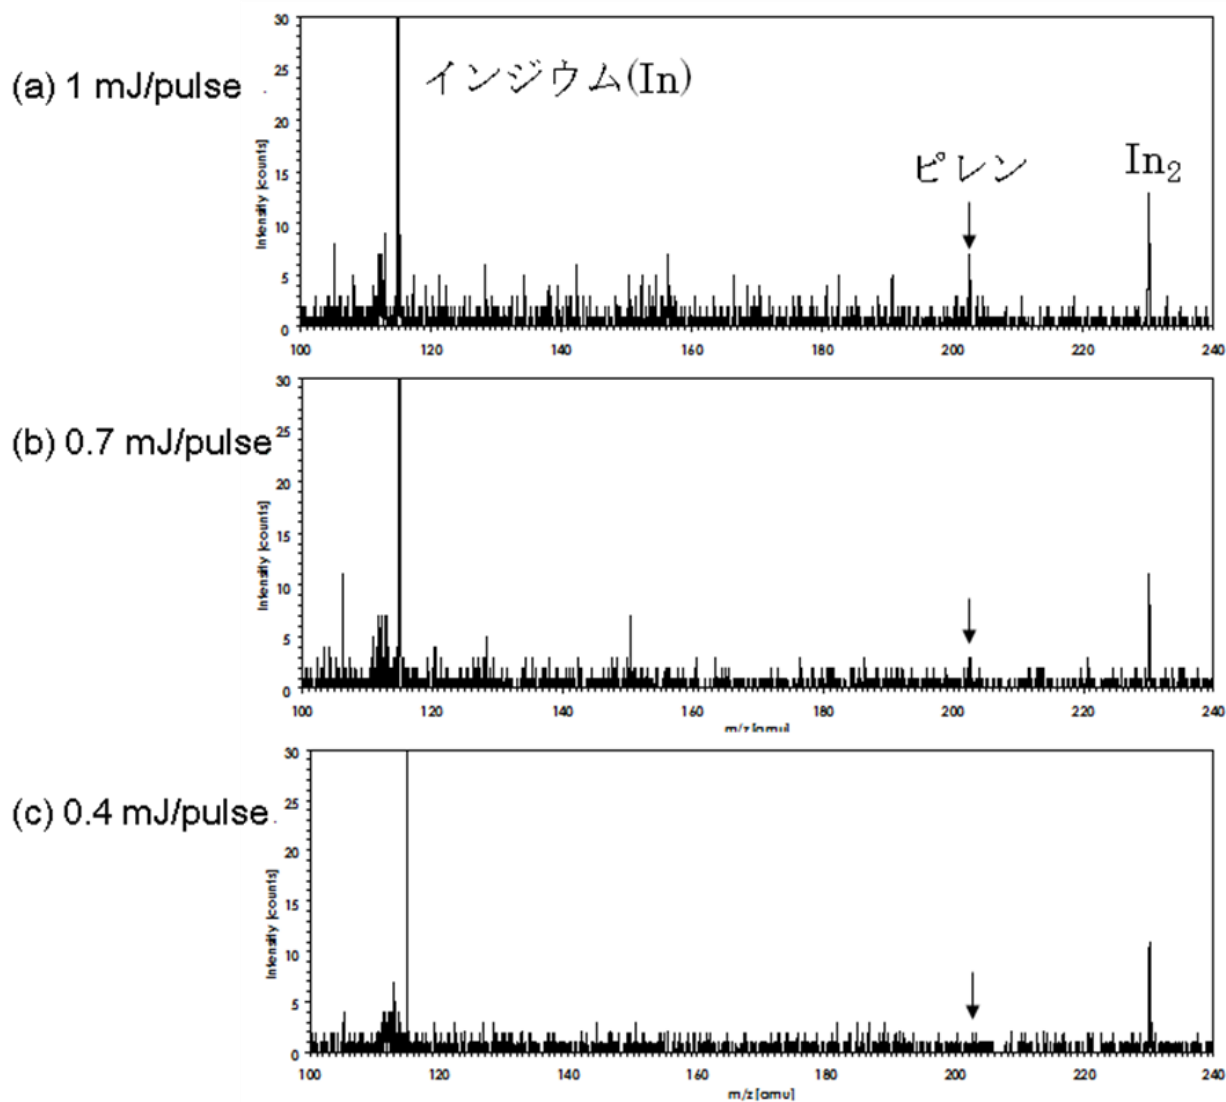 (a) 1 mJ/pulse
インジウム(In)
ピレン
In2
Intensity [counts]
30
25
20
15
10
5
0
100 120 140 160 180 200 220 240
(b) 0.7 mJ/pulse
Intensity [counts]
30
25
20
15
10
5
0
100 120 140 160 180 200 220 240
m/z [amu]
(c) 0.4 mJ/pulse
Intensity [counts]
30
25
20
15
10
5
0
100 120 140 160 180 200 220 240
m/z [amu]